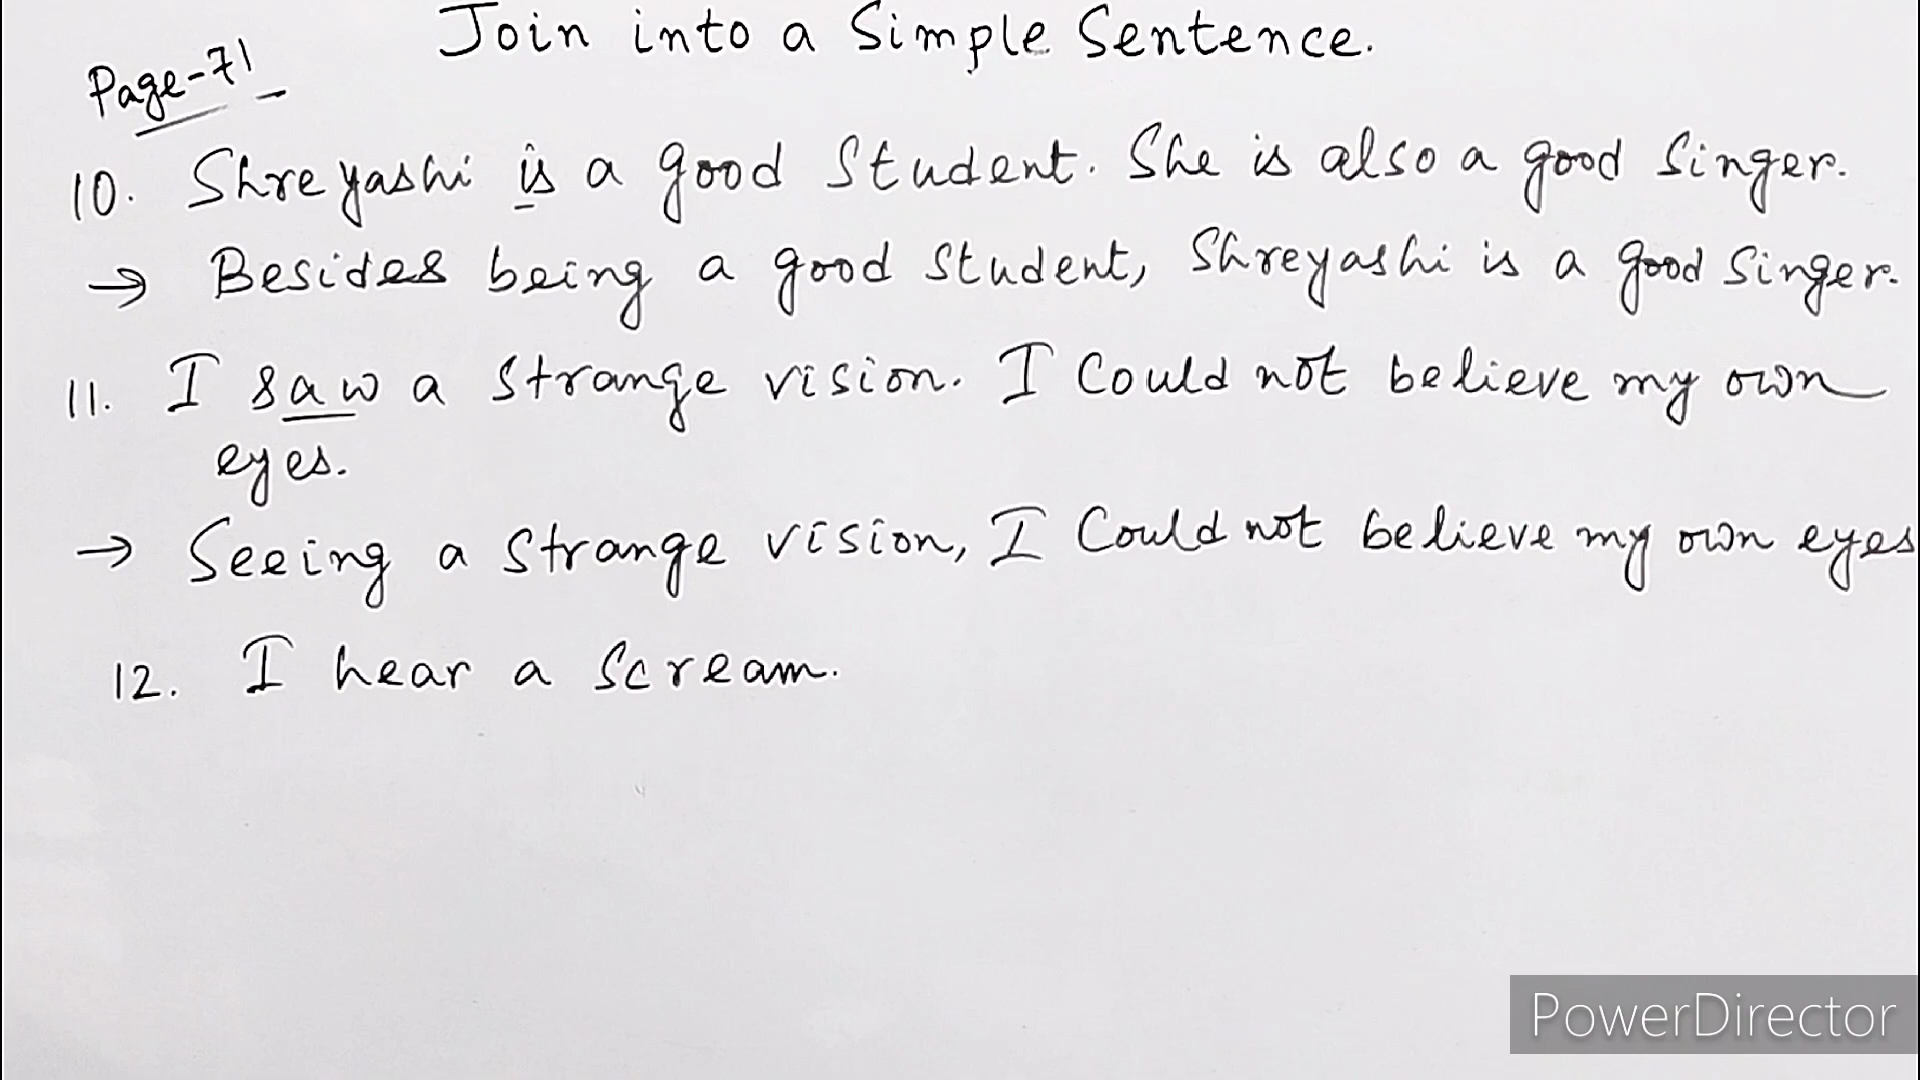 Join into a Simple Sentence.
Page-71
10. Shreyashi is a good Student. She is also a good Singer.
→ Besides being a good Student, Shreyashi is a good Singer.
11. I saw a strange vision. I Could not believe my own
eyes.
→ Seeing a strange vision, I Could not believe my own eyes
12. I hear a Scream.
PowerDirector